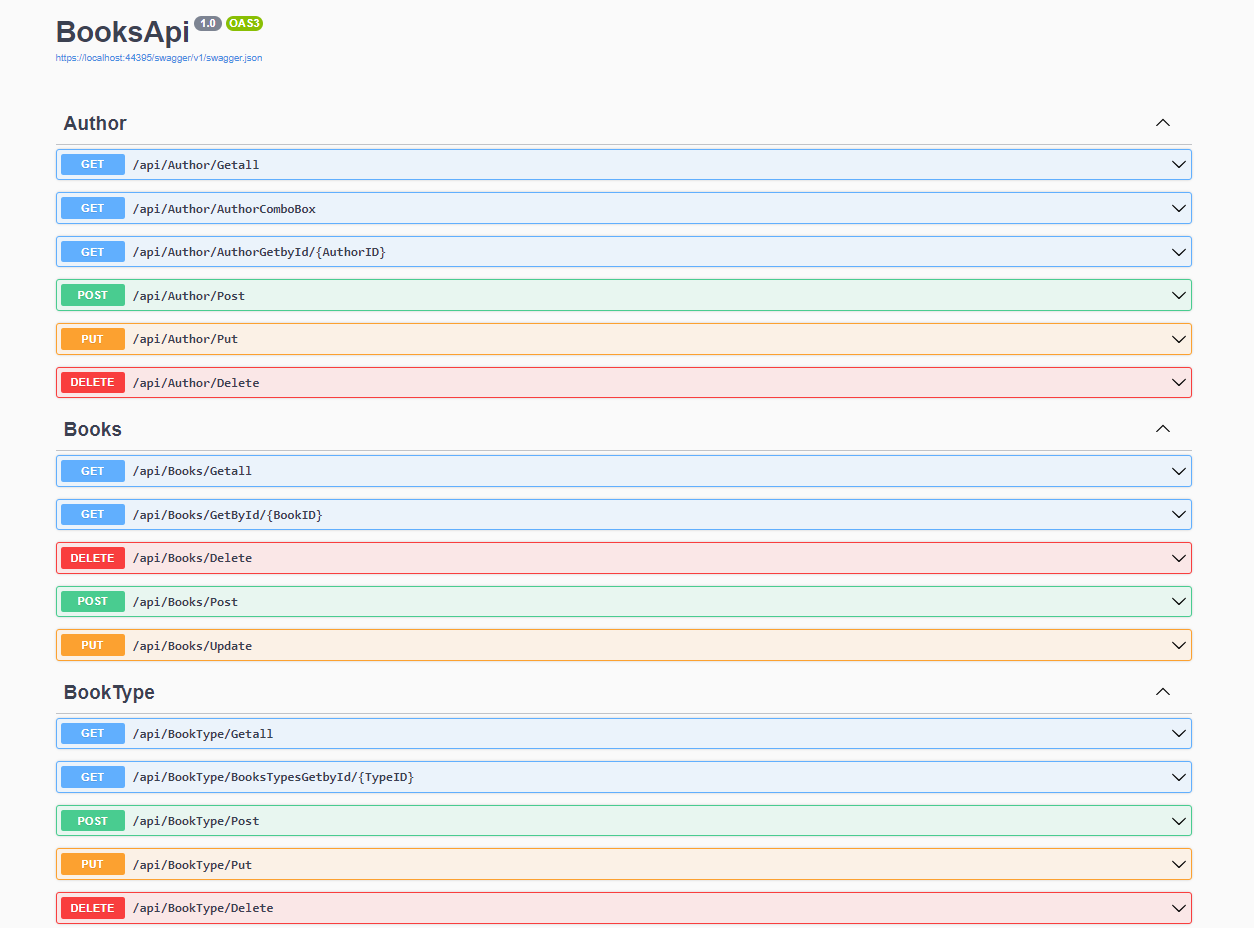 BooksApi 1.0 OAS3
https://localhost:44395/swagger/v1/swagger.json
Author
GET /api/Author/Getall
GET /api/Author/AuthorComboBox
GET /api/Author/AuthorGetbyId/{AuthorID}
POST /api/Author/Post
PUT /api/Author/Put
DELETE /api/Author/Delete
Books
GET /api/Books/Getall
GET /api/Books/GetById/{BookID}
DELETE /api/Books/Delete
POST /api/Books/Post
PUT /api/Books/Update
BookType
GET /api/BookType/Getall
GET /api/BookType/BooksTypesGetbyId/{TypeID}
POST /api/BookType/Post
PUT /api/BookType/Put
DELETE /api/BookType/Delete